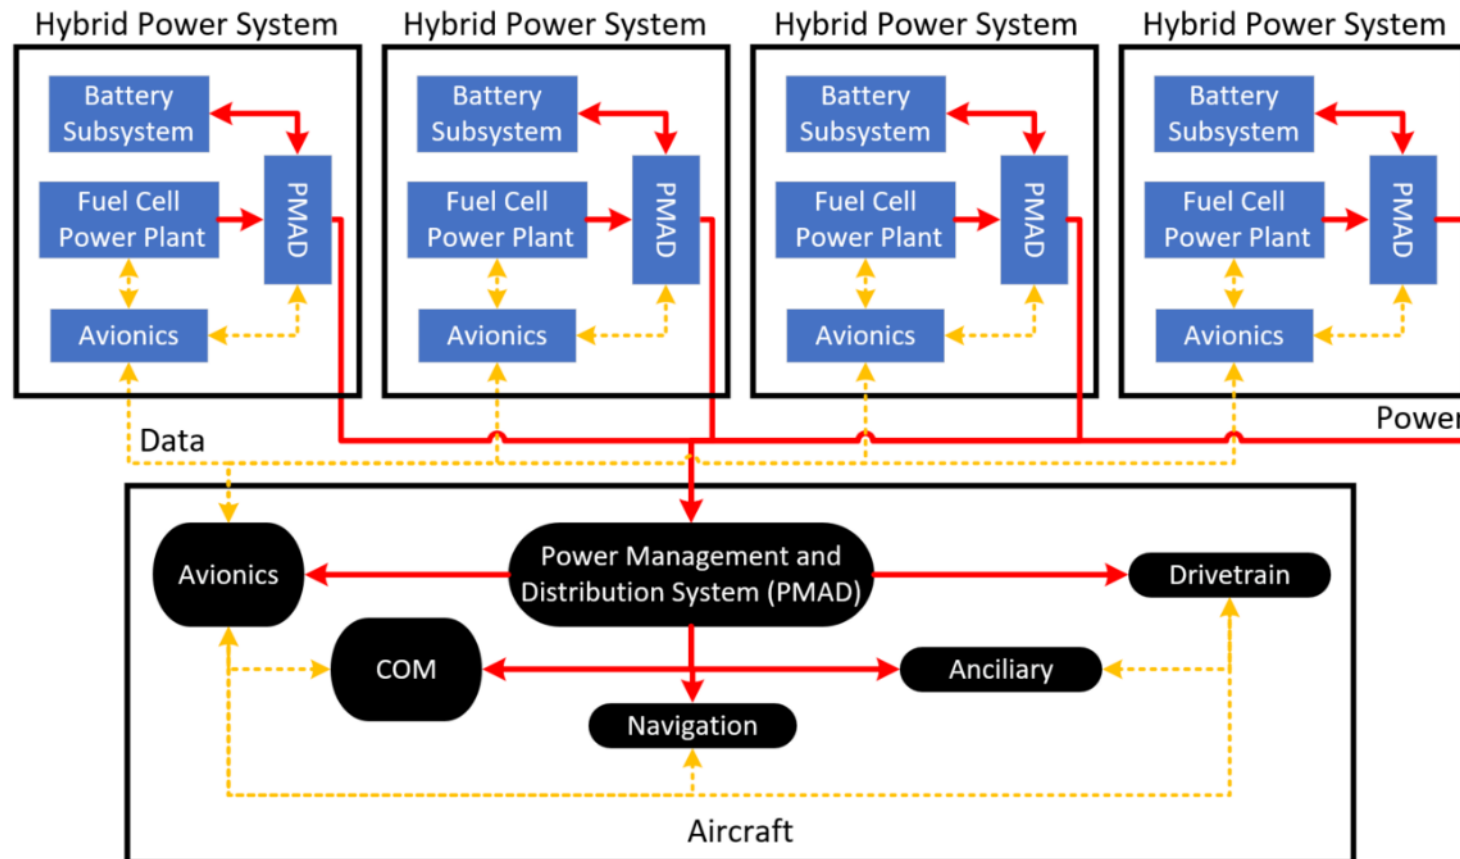 Hybrid Power System
Hybrid Power System
Hybrid Power System
Hybrid Power System
Battery
Subsystem
Fuel Cell
Power Plant
PMAD
Avionics
Battery
Subsystem
Fuel Cell
Power Plant
PMAD
Avionics
Battery
Subsystem
Fuel Cell
Power Plant
PMAD
Avionics
Battery
Subsystem
Fuel Cell
Power Plant
PMAD
Avionics
Data
Power
Avionics
Power Management and
Distribution System (PMAD)
Drivetrain
COM
Anciliary
Navigation
Aircraft